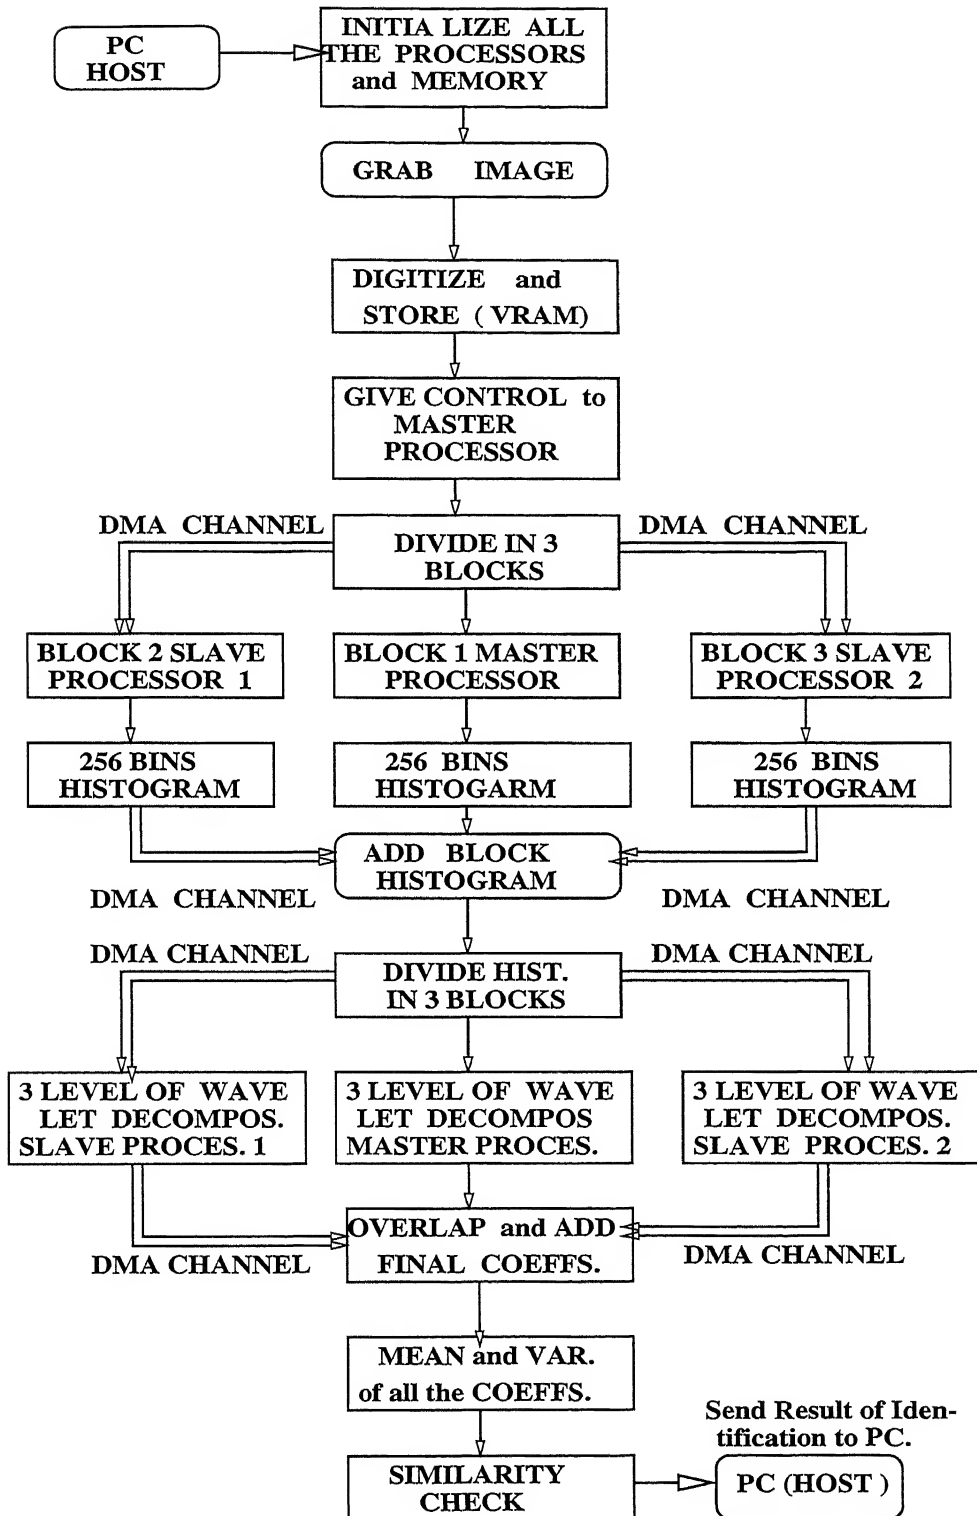 PC
HOST
INITIA LIZE ALL
THE PROCESSORS
and MEMORY
GRAB IMAGE
DIGITIZE and
STORE ( VRAM)
GIVE CONTROL to
MASTER
PROCESSOR
DMA CHANNEL
DIVIDE IN 3
BLOCKS
DMA CHANNEL
BLOCK 2 SLAVE
PROCESSOR 1
BLOCK 1 MASTER
PROCESSOR
BLOCK 3 SLAVE
PROCESSOR 2
256 BINS
HISTOGRAM
256 BINS
HISTOGARM
256 BINS
HISTOGRAM
ADD BLOCK
HISTOGRAM
DMA CHANNEL
DMA CHANNEL
DMA CHANNEL
DIVIDE HIST.
IN 3 BLOCKS
DMA CHANNEL
3 LEVEL OF WAVE
LET DECOMPOS.
SLAVE PROCES. 1
3 LEVEL OF WAVE
LET DECOMPOS
MASTER PROCES.
3 LEVEL OF WAVE
LET DECOMPOS.
SLAVE PROCES. 2
OVERLAP and ADD
FINAL COEFFS.
DMA CHANNEL
DMA CHANNEL
MEAN and VAR.
of all the COEFFS.
Send Result of Iden-
tification to PC.
SIMILARITY
CHECK
PC (HOST )